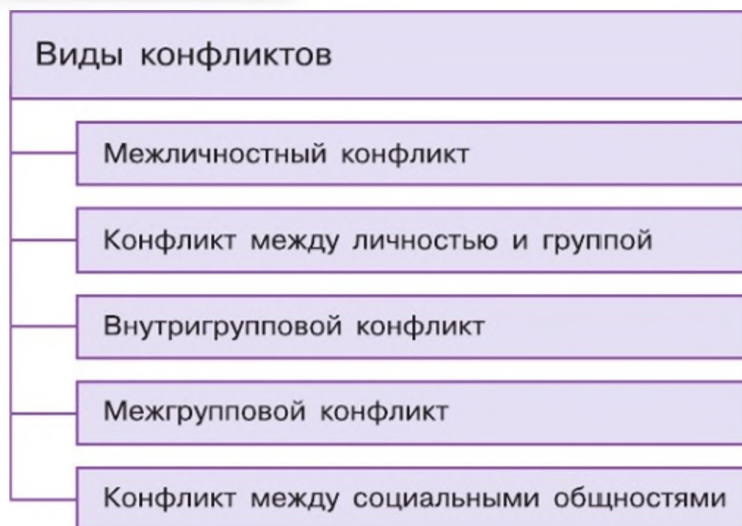 Виды конфликтов
Межличностный конфликт
Конфликт между личностью и группой
Внутригрупповой конфликт
Межгрупповой конфликт
Конфликт между социальными общностями